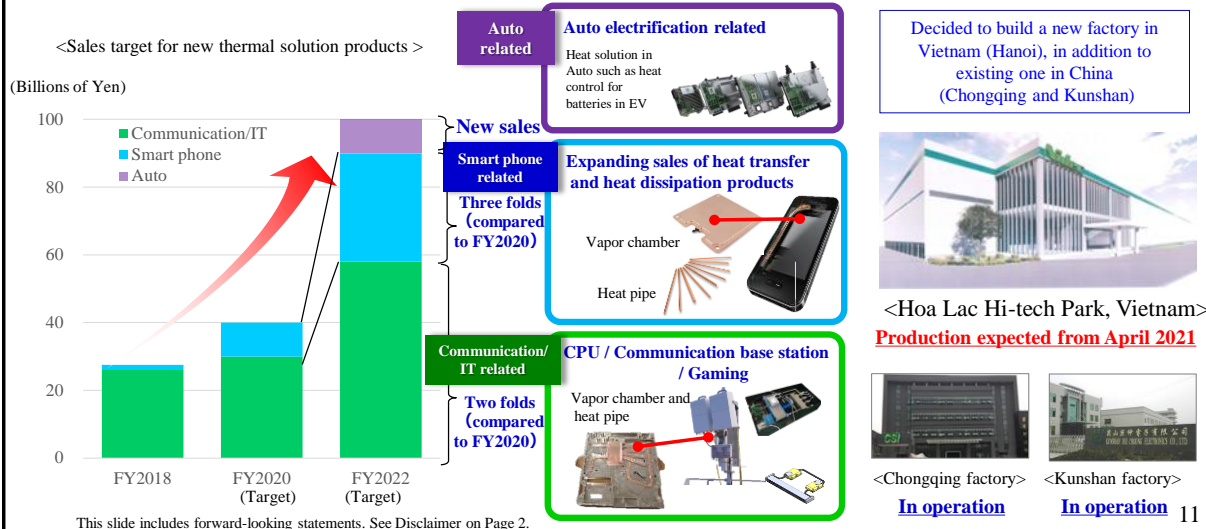 <Sales target for new thermal solution products >
(Billions of Yen)
100
80
60
40
20
0
Communication/IT
Smart phone
Auto
FY2018
FY2020
(Target)
FY2022
(Target)
New sales
Three folds
(compared
to FY2020)
Two folds
(compared
to FY2020)
Auto
related
Auto electrification related
Heat solution in
Auto such as heat
control for
batteries in EV
Smart phone
related
Expanding sales of heat transfer
and heat dissipation products
Vapor chamber
Heat pipe
Communication/
IT related
CPU / Communication base station
/ Gaming
Vapor chamber and
heat pipe
Decided to build a new factory in
Vietnam (Hanoi), in addition to
existing one in China
(Chongqing and Kunshan)
<Hoa Lac Hi-tech Park, Vietnam>
Production expected from April 2021
CSI
<Chongqing factory>
In operation
<Kunshan factory>
In operation
This slide includes forward-looking statements. See Disclaimer on Page 2.
11